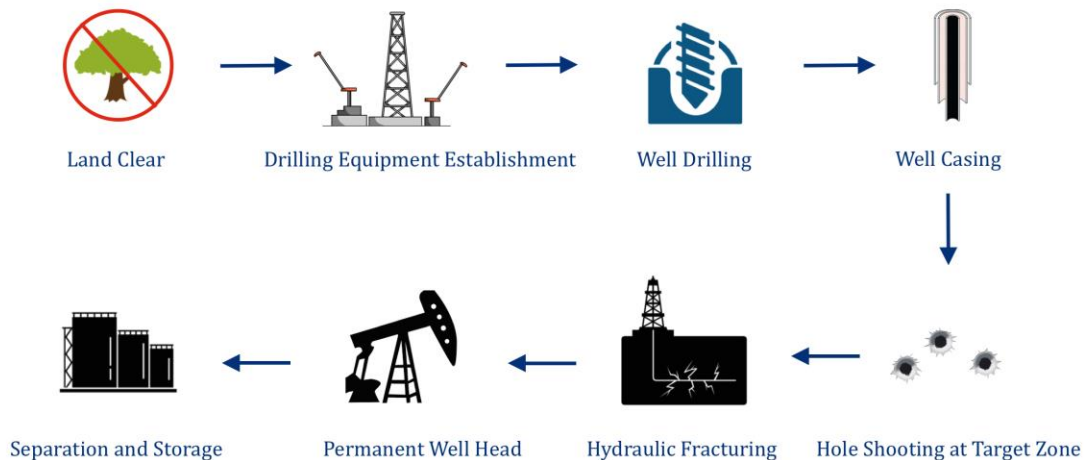 Land Clear
Drilling Equipment Establishment
Well Drilling
Well Casing
Hole Shooting at Target Zone
Hydraulic Fracturing
Permanent Well Head
Separation and Storage